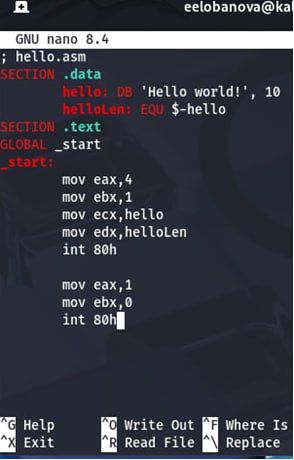 eelobanova@kal
GNU nano 8.4
; hello.asm
SECTION .data
hello: DB 'Hello world!', 10
helloLen: EQU $-hello
SECTION .text
GLOBAL _start
_start:
mov eax,4
mov ebx,1
mov ecx,hello
mov edx,helloLen
int 80h
mov eax,1
mov ebx,0
int 80h
^G Help ^O Write Out ^F Where Is
^X Exit ^R Read File ^\ Replace